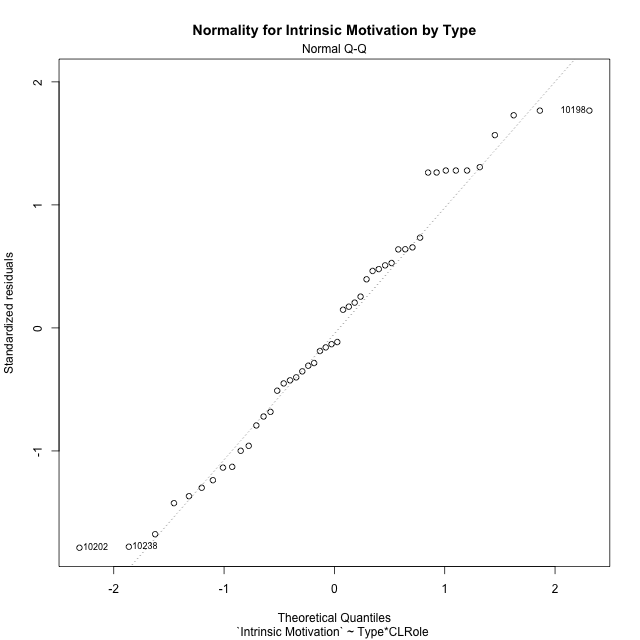 Normality for Intrinsic Motivation by Type
Normal Q-Q
2
1
0
-1
Standardized residuals
10198
10202
10238
-2 -1 0 1 2
Theoretical Quantiles
`Intrinsic Motivation` ~ Type*CLRole